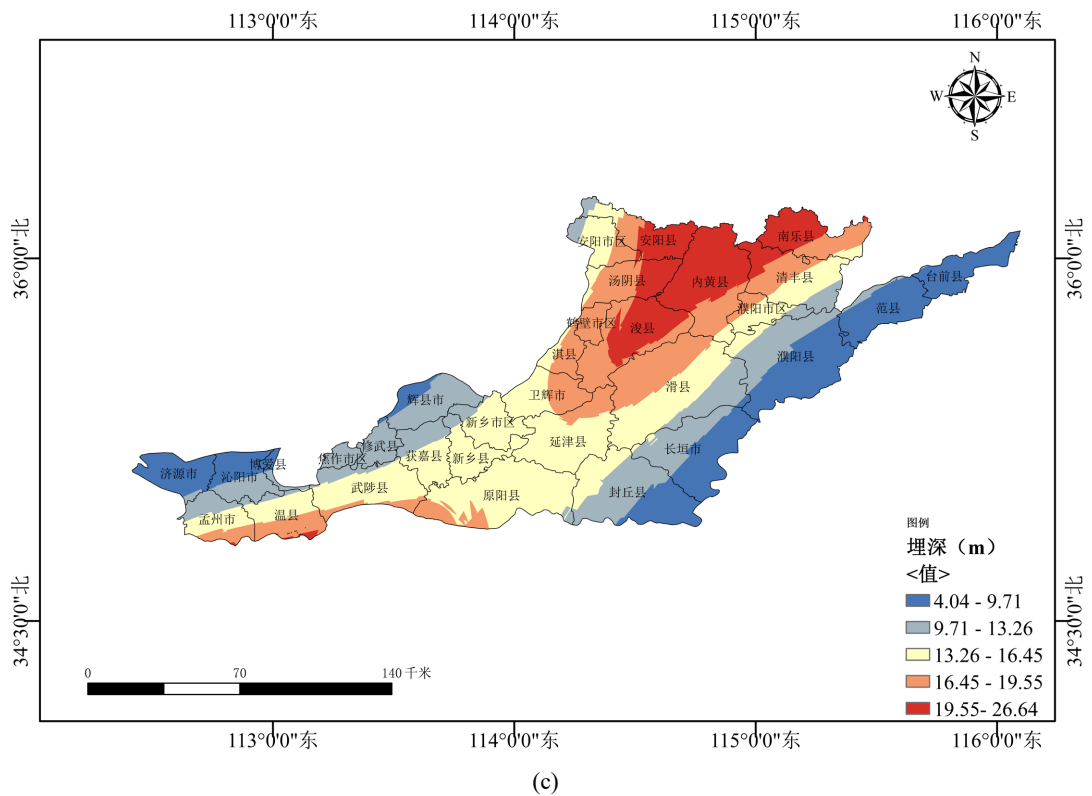 113°0'0"东 114°0'0"东 115°0'0"东 116°0'0"东
N
W E
S
36°0'0"北
36°0'0"北
安阳市区
安阳县
南乐县
汤阴县
内黄县
清丰县
台前县
鹤壁市区
浚县
濮阳市区
范县
淇县
濮阳县
辉县市
卫辉市
滑县
新乡市区
修武县
焦作市区
获嘉县
新乡县
延津县
长垣市
济源市
沁阳市
博爱县
武陟县
原阳县
封丘县
孟州市
温县
图例
埋深（m）
<值>
4.04 - 9.71
9.71 - 13.26
13.26 - 16.45
16.45 - 19.55
19.55- 26.64
34°30'0"北
34°30'0"北
0 70 140 千米
113°0'0"东 114°0'0"东 115°0'0"东 116°0'0"东
(c)